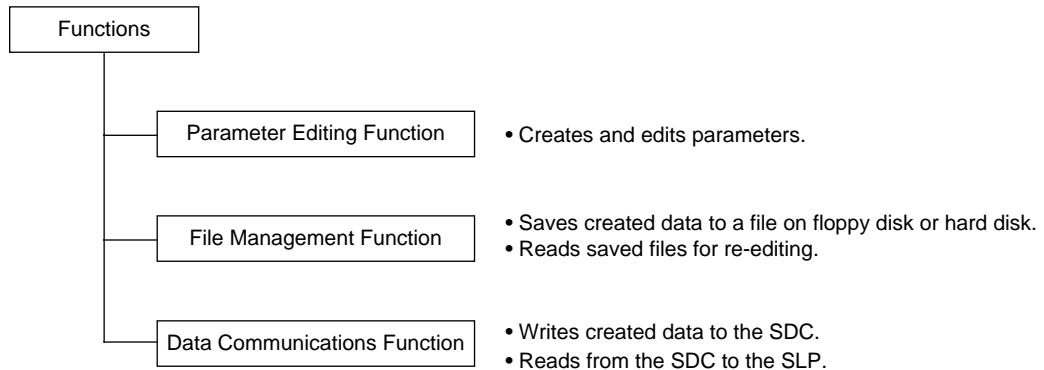 Functions
Parameter Editing Function
• Creates and edits parameters.
File Management Function
• Saves created data to a file on floppy disk or hard disk.
• Reads saved files for re-editing.
Data Communications Function
• Writes created data to the SDC.
• Reads from the SDC to the SLP.